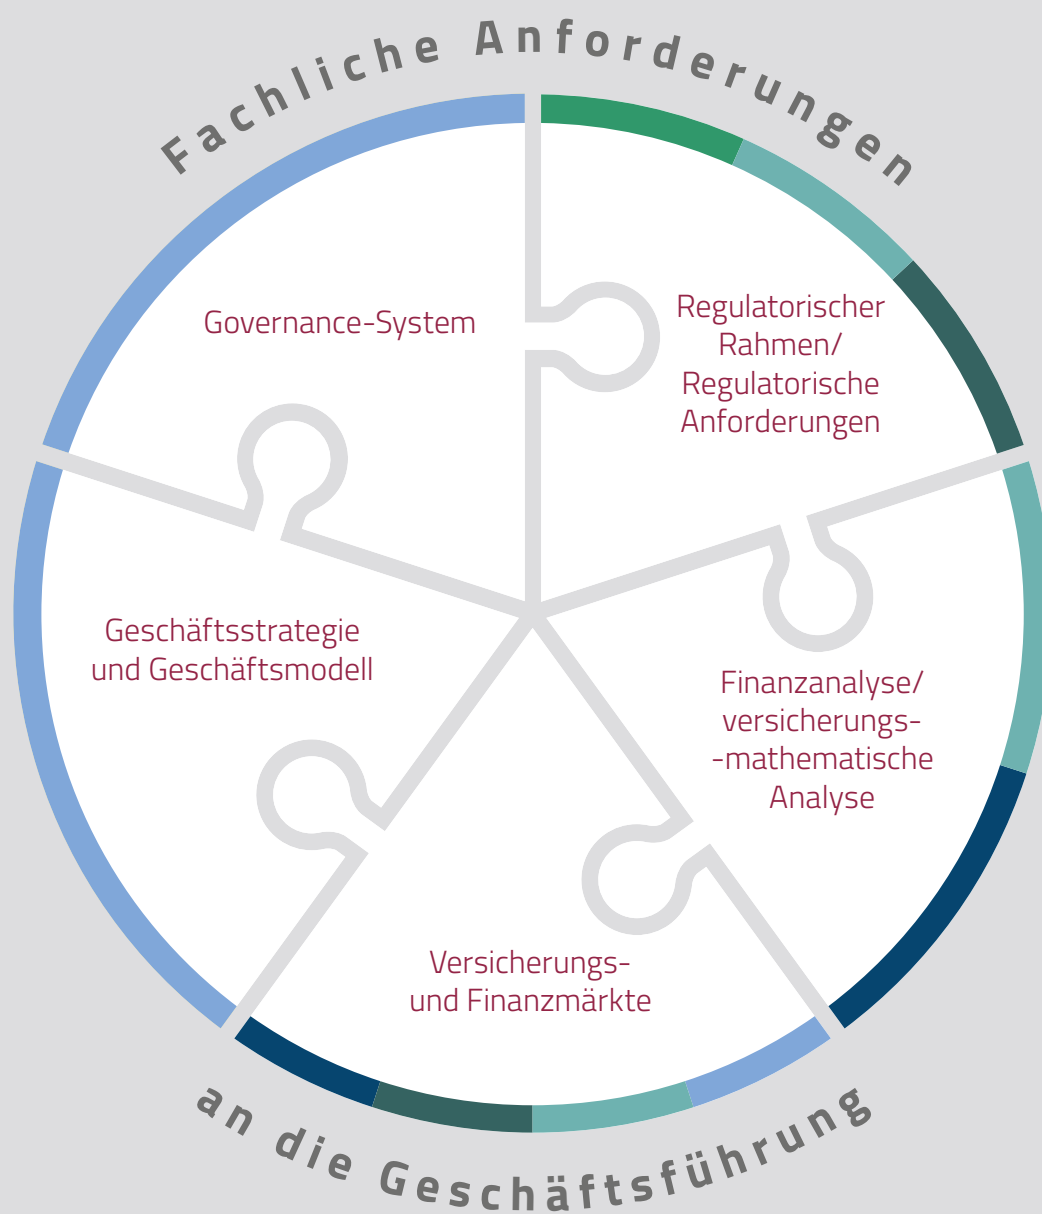 Fachliche Anforderungen
Governance-System
Regulatorischer
Rahmen/
Regulatorische
Anforderungen
Geschäftsstrategie
und Geschäftsmodell
Finanzanalyse/
versicherungs-
-mathematische
Analyse
Versicherungs-
und Finanzmärkte
an die Geschäftsführung